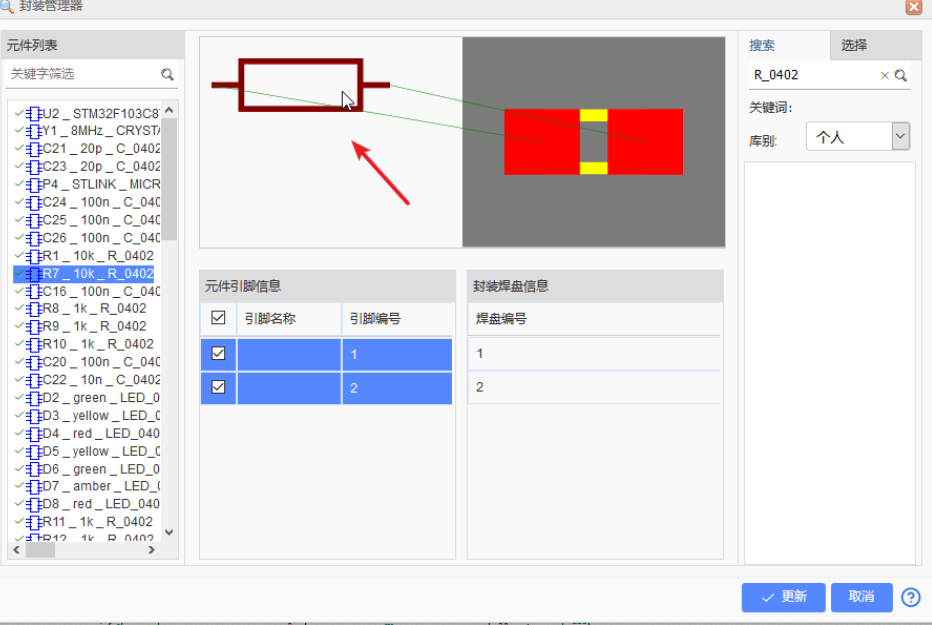 封装管理器
元件列表
关键字筛选
U2 _ STM32F103C8
Y1 _ 8MHz _ CRYSTA
C21 _ 20p _ C_0402
C23 _ 20p _ C_0402
P4 _ STLINK _ MICR
C24 _ 100n _ C_040
C25 _ 100n _ C_040
C26 _ 100n _ C_040
R1 _ 10k _ R_0402
R7 _ 10k _ R_0402
C16 _ 100n _ C_040
R8 _ 1k _ R_0402
R9 _ 1k _ R_0402
R10 _ 1k _ R_0402
C20 _ 100n _ C_040
C22 _ 10n _ C_0402
D2 _ green _ LED_0
D3 _ yellow _ LED_0
D4 _ red _ LED_040
D5 _ yellow _ LED_0
D6 _ green _ LED_0
D7 _ amber _ LED_0
D8 _ red _ LED_040
R11 _ 1k _ R_0402
R12 _ 1k _ R_0402
元件引脚信息
引脚名称 引脚编号
1
2
封装焊盘信息
焊盘编号
1
2
搜索 选择
R_0402
关键词：
库别： 个人
更新 取消